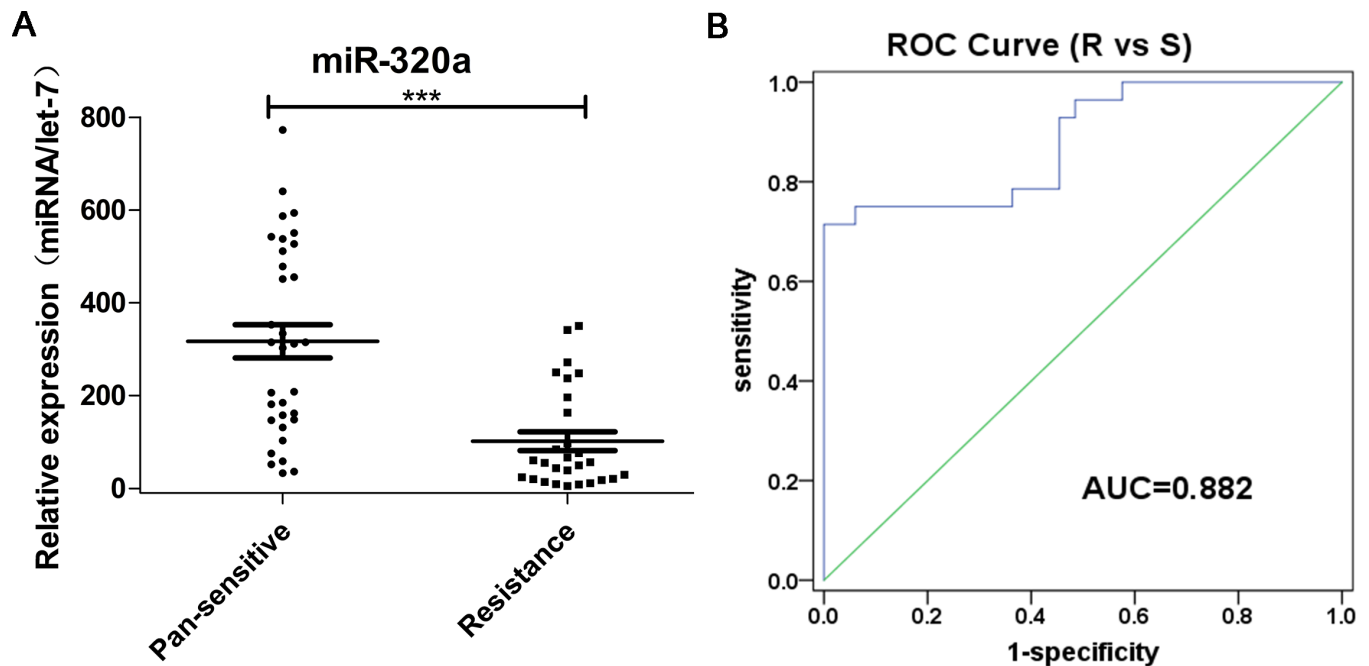 A
miR-320a
***
Relative expression（miRNA/let-7）
800
600
400
200
0
Pan-sensitive
Resistance
B
ROC Curve (R vs S)
sensitivity
1.0
0.8
0.6
0.4
0.2
0.0
AUC=0.882
0.0 0.2 0.4 0.6 0.8 1.0
1-specificity